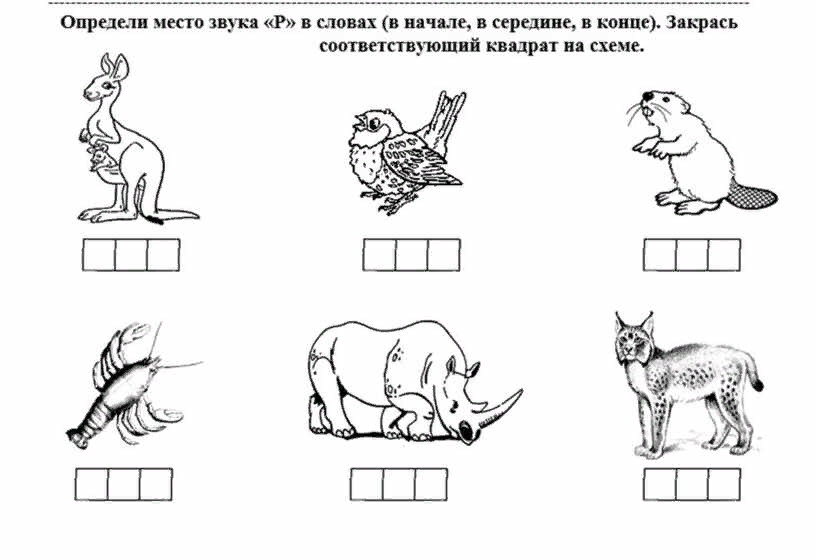 Определи место звука «Р» в словах (в начале, в середине, в конце). Закрась
соответствующий квадрат на схеме.